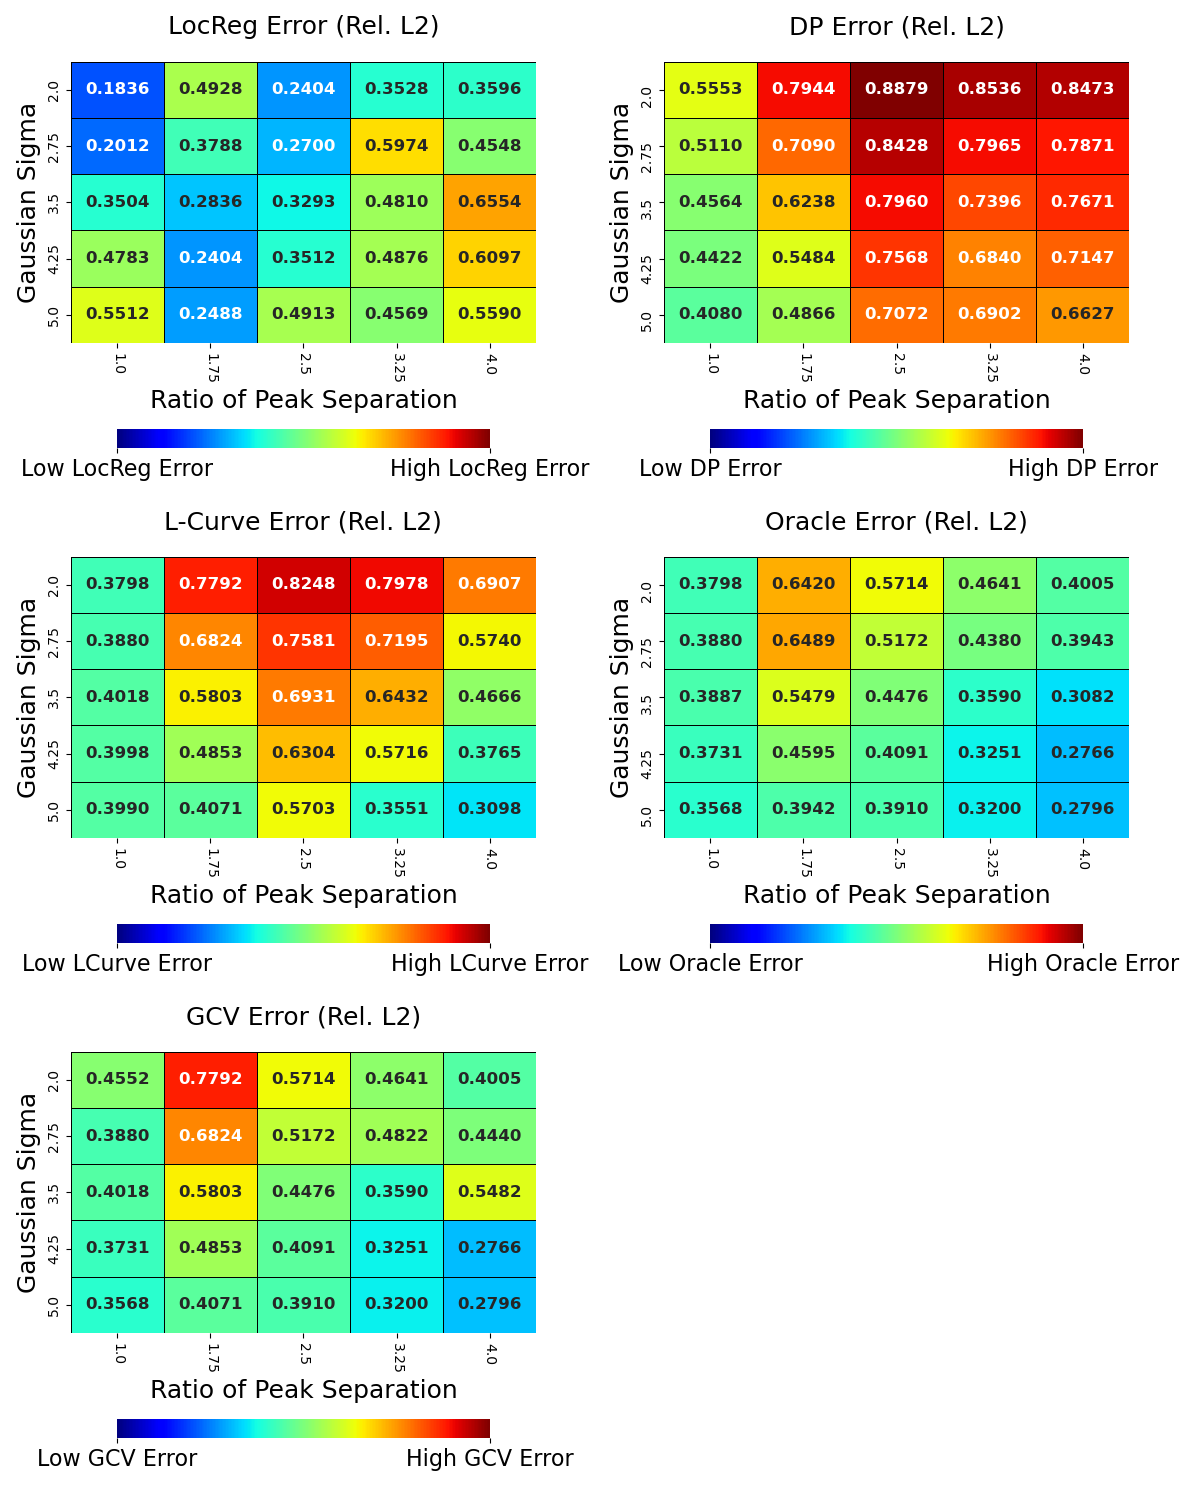 LocReg Error (Rel. L2)
Gaussian Sigma
2.0 0.1836 0.4928 0.2404 0.3528 0.3596
2.75 0.2012 0.3788 0.2700 0.5974 0.4548
3.5 0.3504 0.2836 0.3293 0.4810 0.6554
4.25 0.4783 0.2404 0.3512 0.4876 0.6097
5.0 0.5512 0.2488 0.4913 0.4569 0.5590
1.0 1.75 2.5 3.25 4.0
Ratio of Peak Separation
Low LocReg Error High LocReg Error
DP Error (Rel. L2)
Gaussian Sigma
2.0 0.5553 0.7944 0.8879 0.8536 0.8473
2.75 0.5110 0.7090 0.8428 0.7965 0.7871
3.5 0.4564 0.6238 0.7960 0.7396 0.7671
4.25 0.4422 0.5484 0.7568 0.6840 0.7147
5.0 0.4080 0.4866 0.7072 0.6902 0.6627
1.0 1.75 2.5 3.25 4.0
Ratio of Peak Separation
Low DP Error High DP Error
L-Curve Error (Rel. L2)
Gaussian Sigma
2.0 0.3798 0.7792 0.8248 0.7978 0.6907
2.75 0.3880 0.6824 0.7581 0.7195 0.5740
3.5 0.4018 0.5803 0.6931 0.6432 0.4666
4.25 0.3998 0.4853 0.6304 0.5716 0.3765
5.0 0.3990 0.4071 0.5703 0.3551 0.3098
1.0 1.75 2.5 3.25 4.0
Ratio of Peak Separation
Low LCurve Error High LCurve Error
Oracle Error (Rel. L2)
Gaussian Sigma
2.0 0.3798 0.6420 0.5714 0.4641 0.4005
2.75 0.3880 0.6489 0.5172 0.4380 0.3943
3.5 0.3887 0.5479 0.4476 0.3590 0.3082
4.25 0.3731 0.4595 0.4091 0.3251 0.2766
5.0 0.3568 0.3942 0.3910 0.3200 0.2796
1.0 1.75 2.5 3.25 4.0
Ratio of Peak Separation
Low Oracle Error High Oracle Error
GCV Error (Rel. L2)
Gaussian Sigma
2.0 0.4552 0.7792 0.5714 0.4641 0.4005
2.75 0.3880 0.6824 0.5172 0.4822 0.4440
3.5 0.4018 0.5803 0.4476 0.3590 0.5482
4.25 0.3731 0.4853 0.4091 0.3251 0.2766
5.0 0.3568 0.4071 0.3910 0.3200 0.2796
1.0 1.75 2.5 3.25 4.0
Ratio of Peak Separation
Low GCV Error High GCV Error